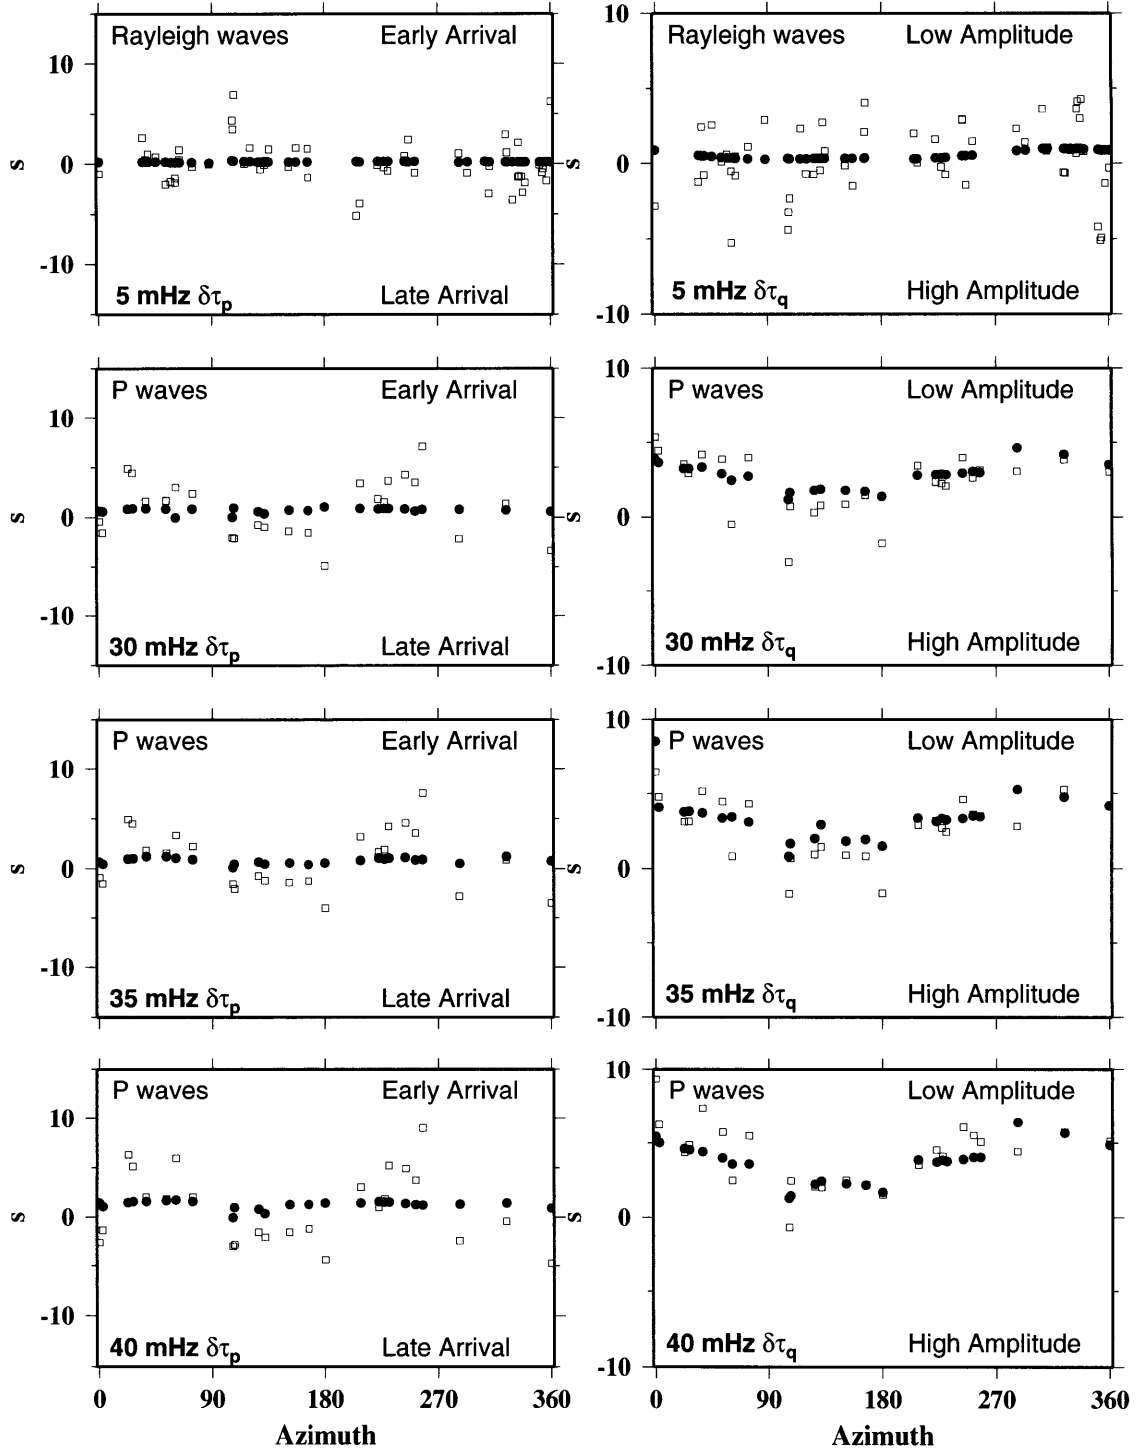 Rayleigh waves Early Arrival
10
0
-10
s
5 mHz δτp Late Arrival
Rayleigh waves Low Amplitude
10
0
-10
s
5 mHz δτq High Amplitude
P waves Early Arrival
10
0
-10
s
30 mHz δτp Late Arrival
P waves Low Amplitude
10
0
-10
s
30 mHz δτq High Amplitude
P waves Early Arrival
10
0
-10
s
35 mHz δτp Late Arrival
P waves Low Amplitude
10
0
-10
s
35 mHz δτq High Amplitude
P waves Early Arrival
10
0
-10
s
40 mHz δτp Late Arrival
0 90 180 270 360
Azimuth
P waves Low Amplitude
10
0
-10
s
40 mHz δτq High Amplitude
0 90 180 270 360
Azimuth